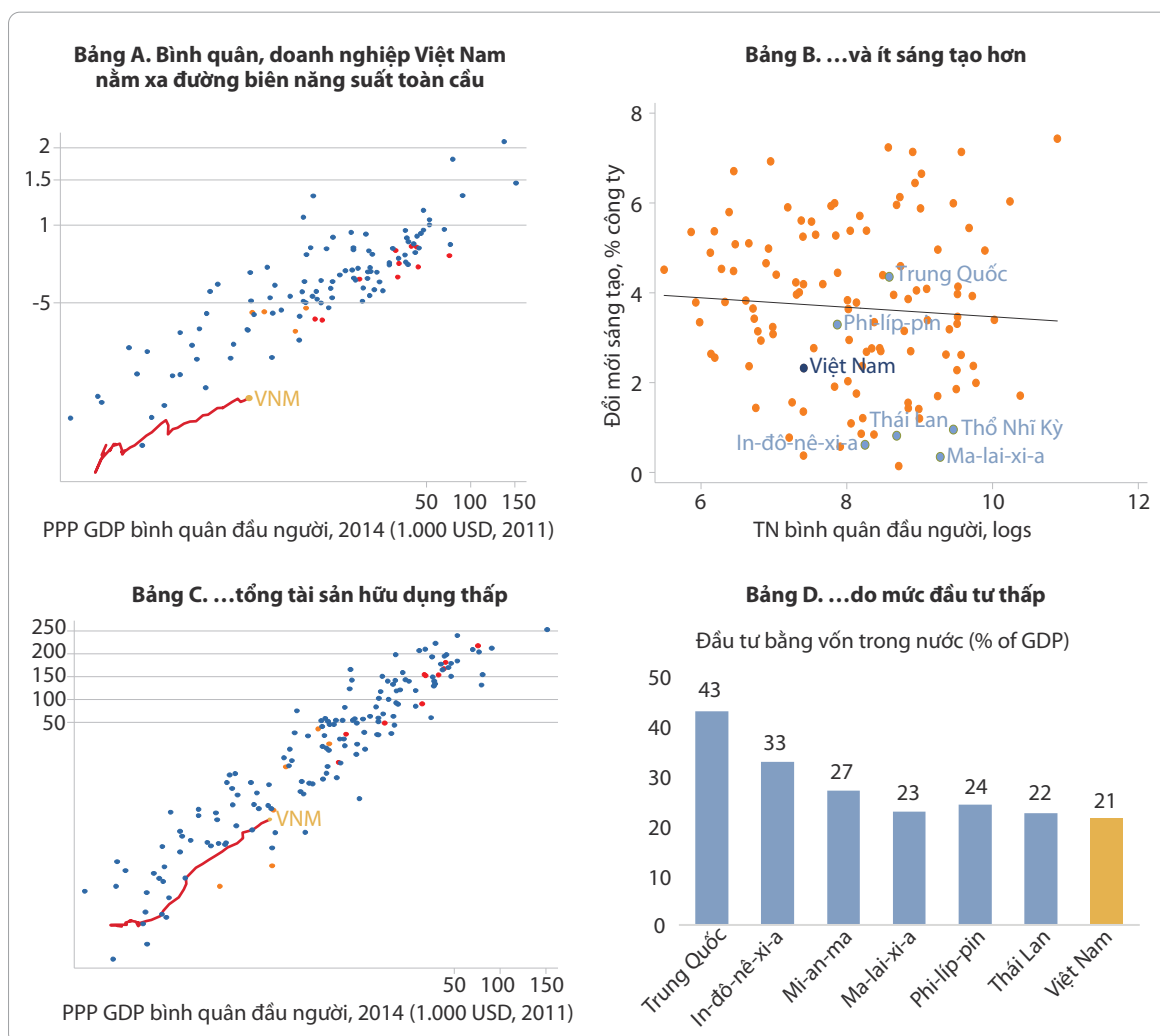 Bảng A. Bình quân, doanh nghiệp Việt Nam
nằm xa đường biên năng suất toàn cầu
2
1.5
1
-5
VNM
50 100 150
PPP GDP bình quân đầu người, 2014 (1.000 USD, 2011)
Bảng B. …và ít sáng tạo hơn
Đổi mới sáng tạo, % công ty
8
6
4
2
0
Trung Quốc
Phi-líp-pin
Việt Nam
Thái Lan
Thổ Nhĩ Kỳ
In-đô-nê-xi-a
Ma-lai-xi-a
6 8 10 12
TN bình quân đầu người, logs
Bảng C. …tổng tài sản hữu dụng thấp
250
200
150
100
50
VNM
50 100 150
PPP GDP bình quân đầu người, 2014 (1.000 USD, 2011)
Bảng D. …do mức đầu tư thấp
Đầu tư bằng vốn trong nước (% of GDP)
50
40
30
20
10
0
43
33
27
23
24
22
21
Trung Quốc
In-đô-nê-xi-a
Mi-an-ma
Ma-lai-xi-a
Phi-líp-pin
Thái Lan
Việt Nam